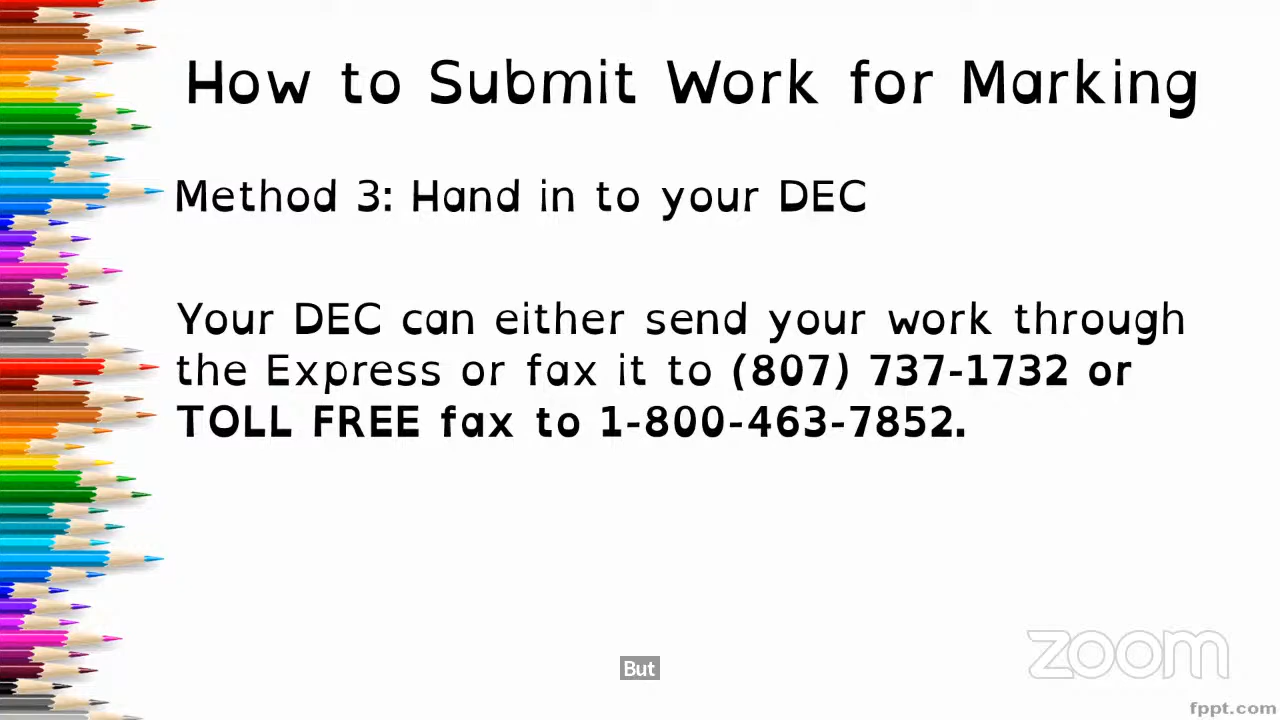 How to Submit Work for Marking
Method 3: Hand in to your DEC
Your DEC can either send your work through
the Express or fax it to (807) 737-1732 or
TOLL FREE fax to 1-800-463-7852.
But
zoom
fppt.com